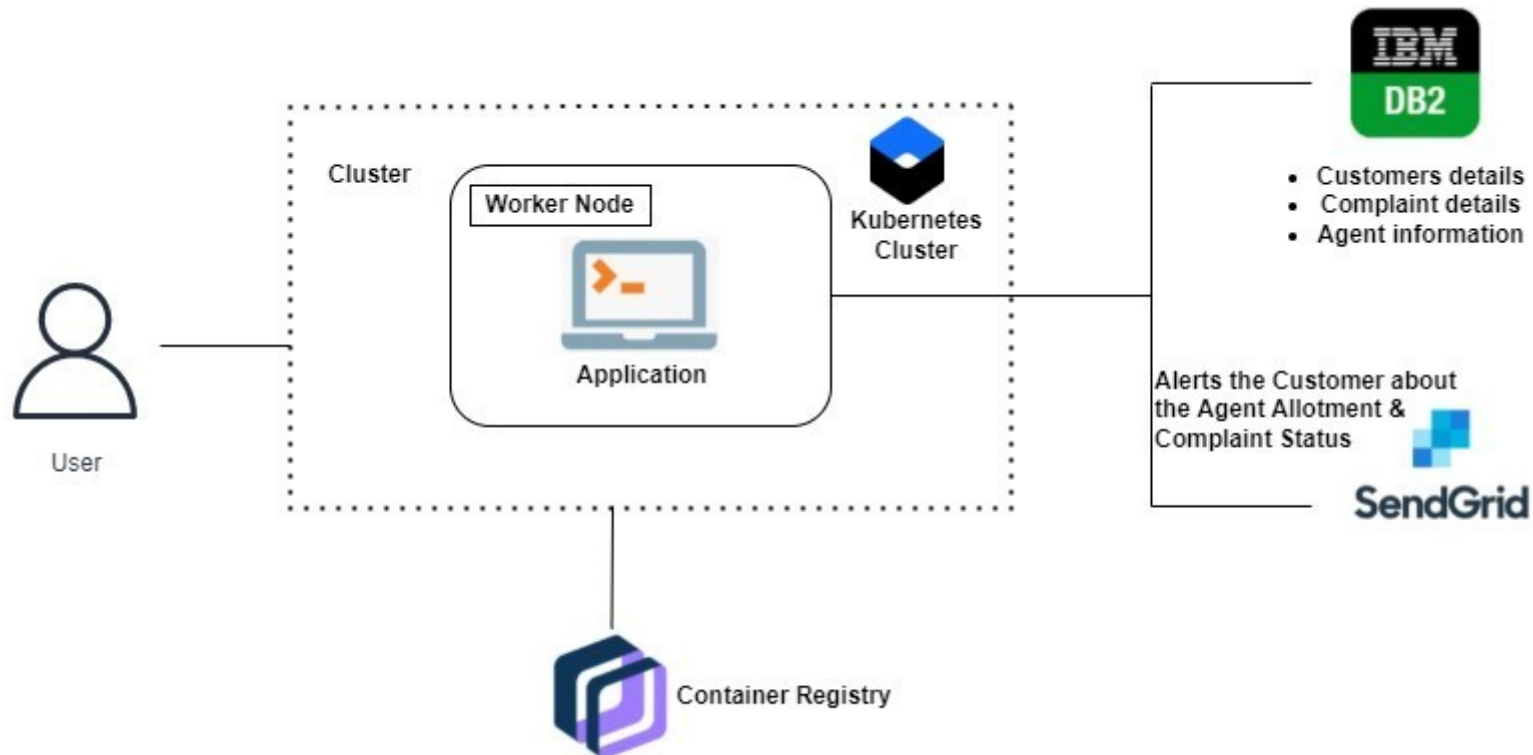 IBM
DB2
Cluster
Worker Node
Kubernetes
Cluster
• Customers details
• Complaint details
• Agent information
Application
User
Alerts the Customer about
the Agent Allotment &
Complaint Status
SendGrid
Container Registry